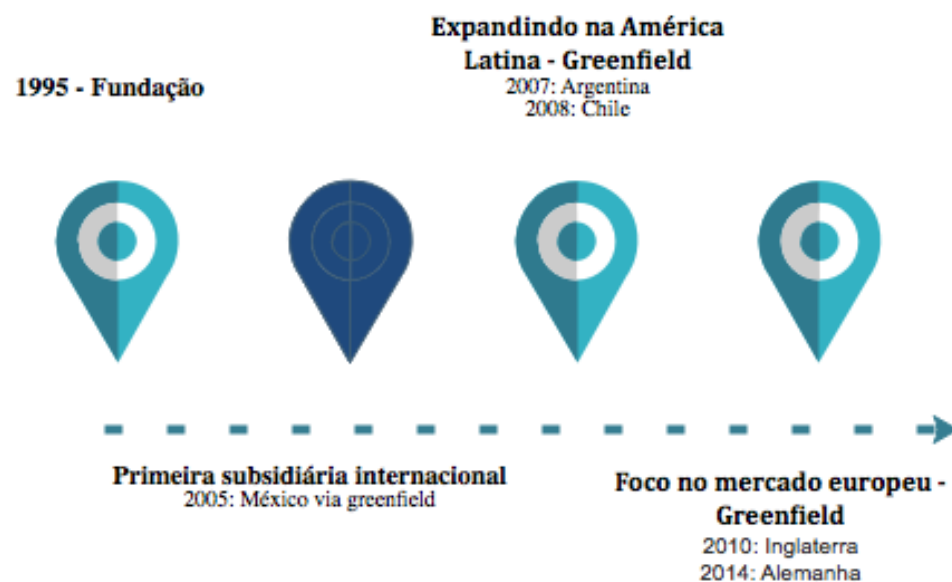 1995 - Fundação
Expandindo na América
Latina - Greenfield
2007: Argentina
2008: Chile
Primeira subsidiária internacional
2005: México via greenfield
Foco no mercado europeu -
Greenfield
2010: Inglaterra
2014: Alemanha